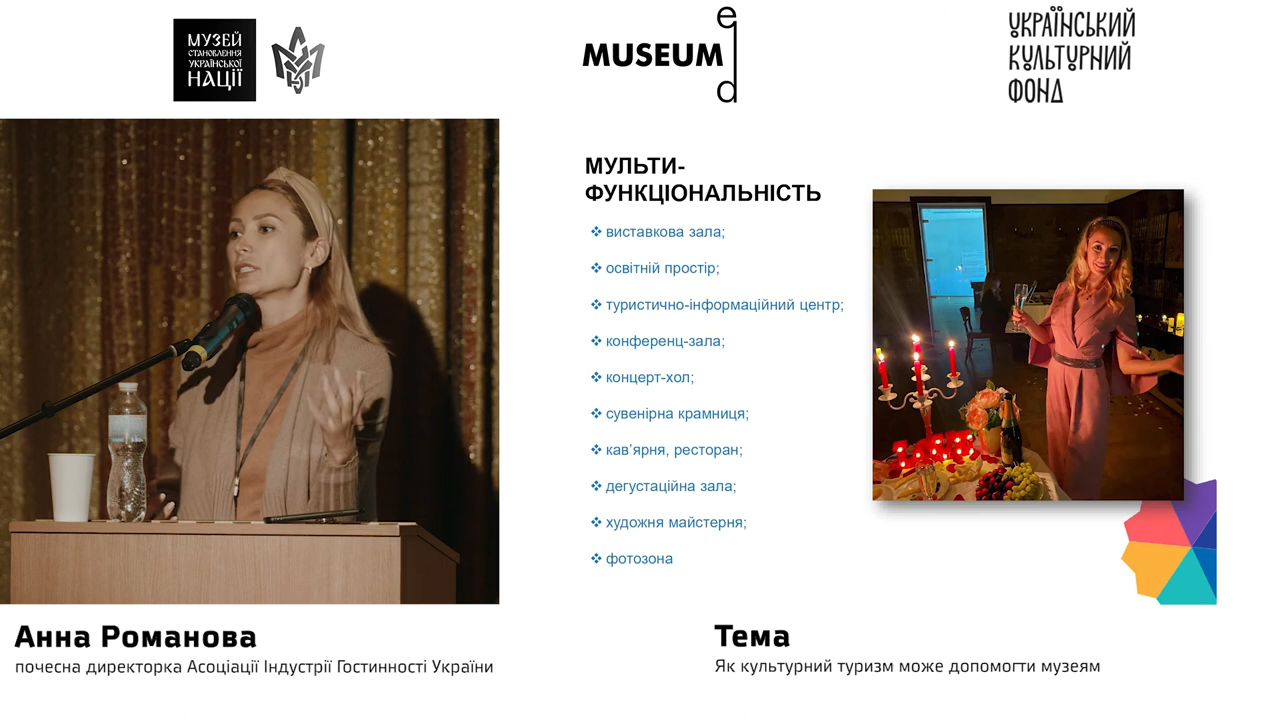 МУЗЕЙ
СТАНОВЛЕННЯ
УКРАЇНСЬКОЇ
НАЦІЇ
MUSEUM
ed
УКРАЇНСЬКИЙ
КУЛЬТУРНИЙ
ФОНД
МУЛЬТИ-
ФУНКЦІОНАЛЬНІСТЬ
❖ виставкова зала;
❖ освітній простір;
❖ туристично-інформаційний центр;
❖ конференц-зала;
❖ концерт-хол;
❖ сувенірна крамниця;
❖ кав’ярня, ресторан;
❖ дегустаційна зала;
❖ художня майстерня;
❖ фотозона
Анна Романова
почесна директорка Асоціації Індустрії Гостинності України
Тема
Як культурний туризм може допомогти музеям